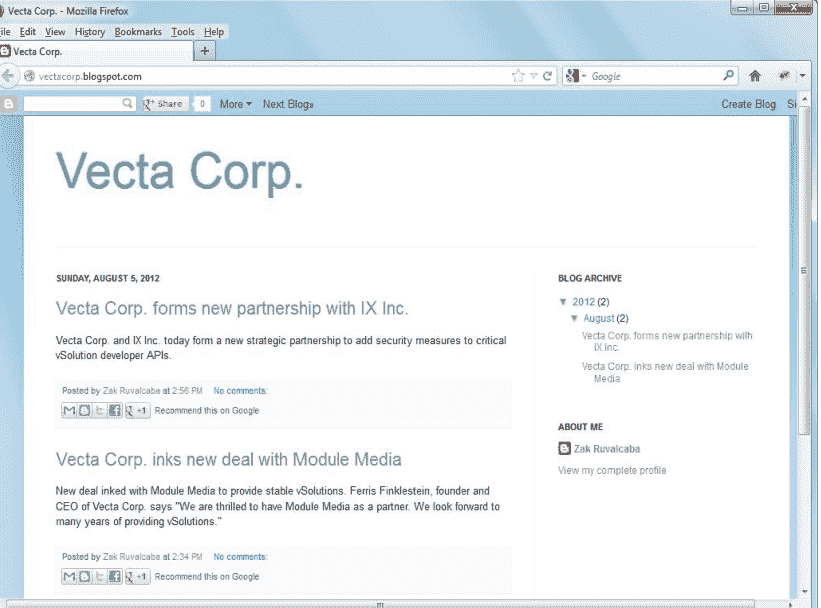 Vecta Corp. - Mozilla Firefox
ile Edit View History Bookmarks Tools Help
Vecta Corp. +
vectacorp.blogspot.com Google
Share 0 More Next Blog» Create Blog Si
Vecta Corp.
SUNDAY, AUGUST 5, 2012
Vecta Corp. forms new partnership with IX Inc.
Vecta Corp. and IX Inc. today form a new strategic partnership to add security measures to critical
vSolution developer APIs.
Posted by Zak Ruvalcaba at 2:56 PM No comments:
+1 Recommend this on Google
Vecta Corp. inks new deal with Module Media
New deal inked with Module Media to provide stable vSolutions. Ferris Finklestein, founder and
CEO of Vecta Corp. says "We are thrilled to have Module Media as a partner. We look forward to
many years of providing vSolutions."
Posted by Zak Ruvalcaba at 2:34 PM No comments:
+1 Recommend this on Google
BLOG ARCHIVE
▼ 2012 (2)
▼ August (2)
Vecta Corp. forms new partnership with
IX Inc.
Vecta Corp. inks new deal with Module
Media
ABOUT ME
Zak Ruvalcaba
View my complete profile